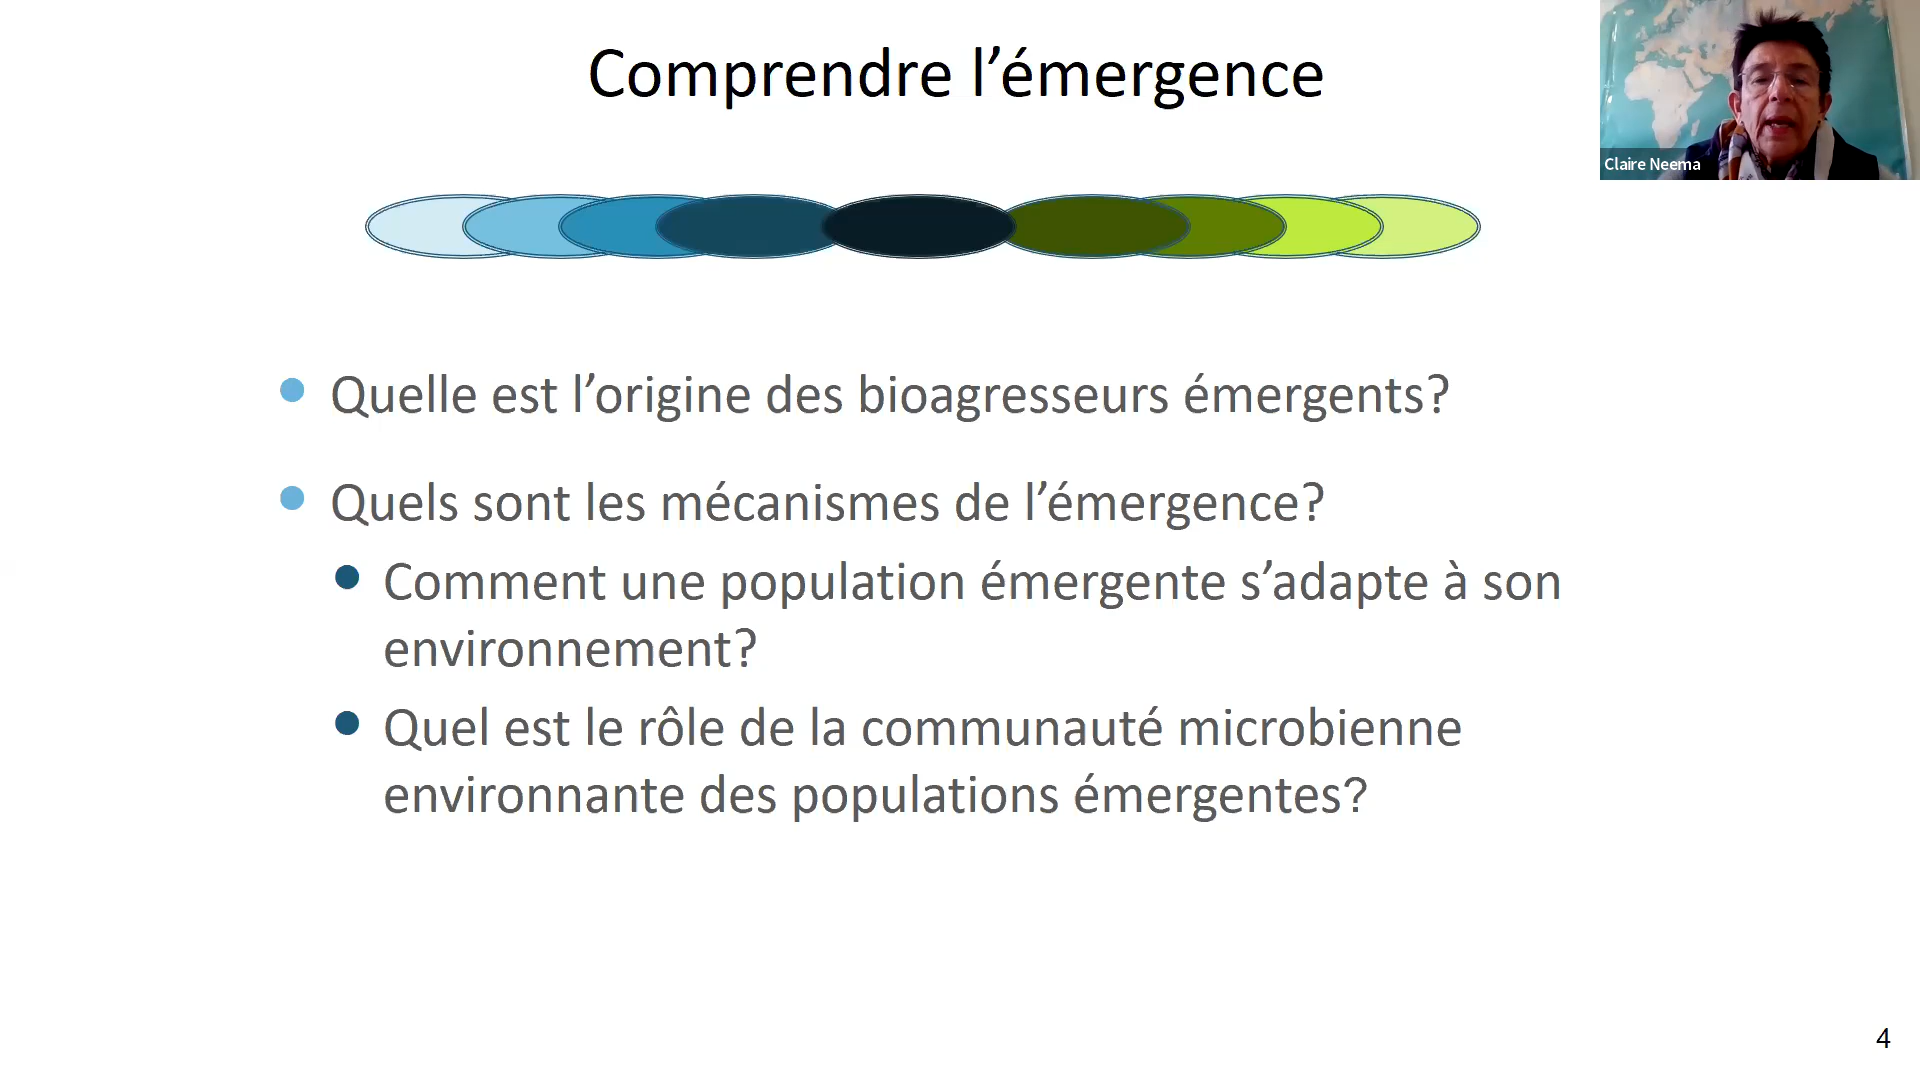 Comprendre l’émergence
Claire Neema
Quelle est l’origine des bioagresseurs émergents?
Quels sont les mécanismes de l’émergence?
Comment une population émergente s’adapte à son
environnement?
Quel est le rôle de la communauté microbienne
environnante des populations émergentes?
4